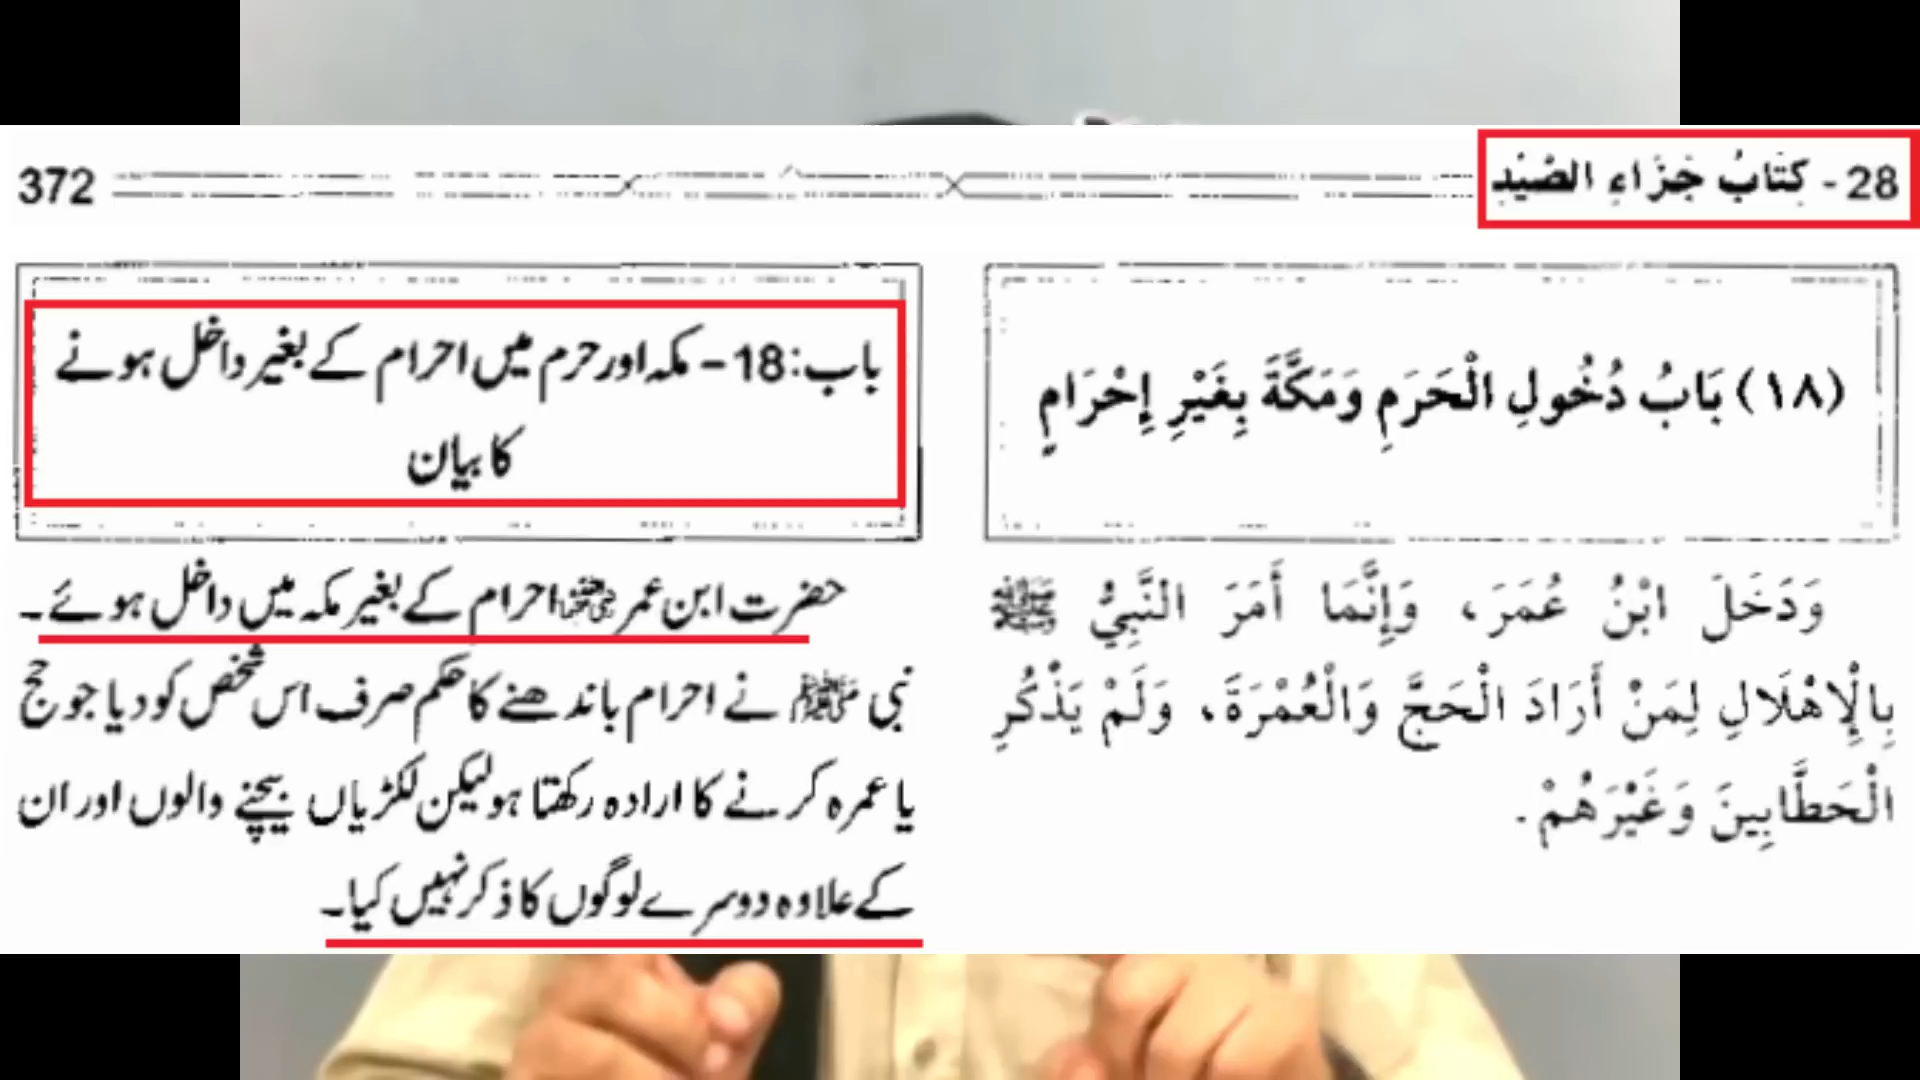 28 - كِتَابُ جَزَاءِ الصَّيْدِ
372
(١٨) بَابُ دُخُولِ الْحَرَمِ وَمَكَّةَ بِغَيْرِ إِحْرَامٍ
وَدَخَلَ ابْنُ عُمَرَ، وَإِنَّمَا أَمَرَ النَّبِيُّ ﷺ
بِالْإِهْلَالِ لِمَنْ أَرَادَ الْحَجَّ وَالْعُمْرَةَ، وَلَمْ يَذْكُرِ
الْحَطَّابِينَ وَغَيْرَهُمْ.
باب:18- مکہ اور حرم میں احرام کے بغیر داخل ہونے
کا بیان
حضرت ابن عمر رضی اللہ عنہما احرام کے بغیر مکہ میں داخل ہوئے۔
نبی ﷺ نے احرام باندھنے کا حکم صرف اس شخص کو دیا جو حج
یا عمرہ کرنے کا ارادہ رکھتا ہو لیکن لکڑیاں بیچنے والوں اور ان
کے علاوہ دوسرے لوگوں کا ذکر نہیں کیا۔